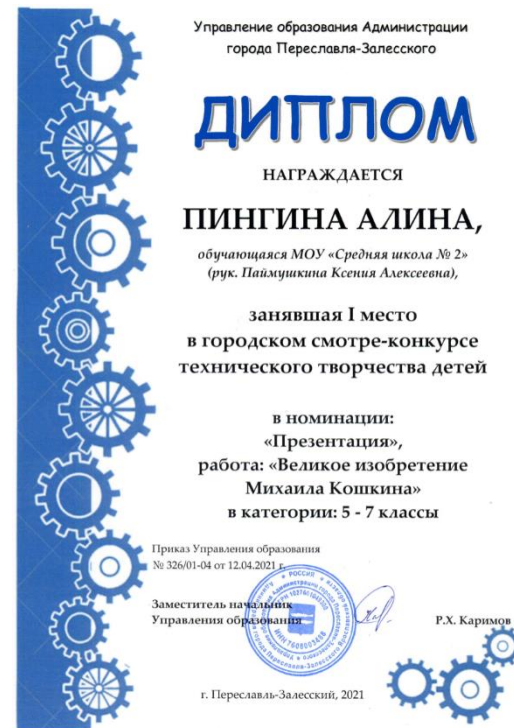 Управление образования Администрации
города Переславля-Залесского
ДИПЛОМ
НАГРАЖДАЕТСЯ
ПИНГИНА АЛИНА,
обучающаяся МОУ «Средняя школа № 2»
(рук. Паймушкина Ксения Алексеевна),
занявшая I место
в городском смотре-конкурсе
технического творчества детей
в номинации:
«Презентация»,
работа: «Великое изобретение
Михаила Кошкина»
в категории: 5 - 7 классы
Приказ Управления образования
№ 326/01-04 от 12.04.2021 г.
Заместитель начальник
Управления образования
Р.Х. Каримов
г. Переславль-Залесский, 2021